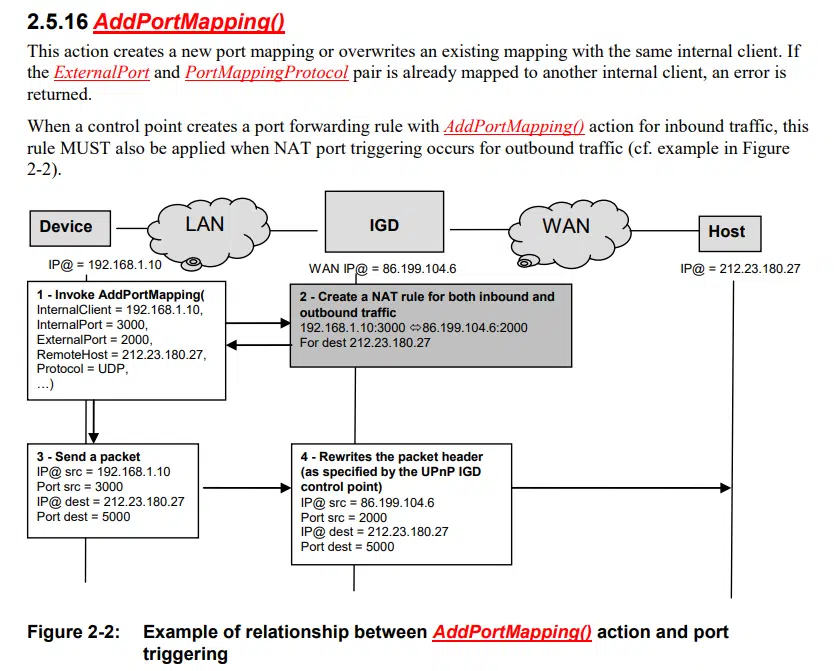 2.5.16 AddPortMapping()
This action creates a new port mapping or overwrites an existing mapping with the same internal client. If
the ExternalPort and PortMappingProtocol pair is already mapped to another internal client, an error is
returned.
When a control point creates a port forwarding rule with AddPortMapping() action for inbound traffic, this
rule MUST also be applied when NAT port triggering occurs for outbound traffic (cf. example in Figure
2-2).
Device
LAN
IGD
WAN
Host
IP@ = 192.168.1.10
WAN IP@ = 86.199.104.6
IP@ = 212.23.180.27
1 - Invoke AddPortMapping(
InternalClient = 192.168.1.10,
InternalPort = 3000,
ExternalPort = 2000,
RemoteHost = 212.23.180.27,
Protocol = UDP,
...)
2 - Create a NAT rule for both inbound and
outbound traffic
192.168.1.10:3000 ⇔86.199.104.6:2000
For dest 212.23.180.27
3 - Send a packet
IP@ src = 192.168.1.10
Port src = 3000
IP@ dest = 212.23.180.27
Port dest = 5000
4 - Rewrites the packet header
(as specified by the UPnP IGD
control point)
IP@ src = 86.199.104.6
Port src = 2000
IP@ dest = 212.23.180.27
Port dest = 5000
Figure 2-2: Example of relationship between AddPortMapping() action and port
triggering